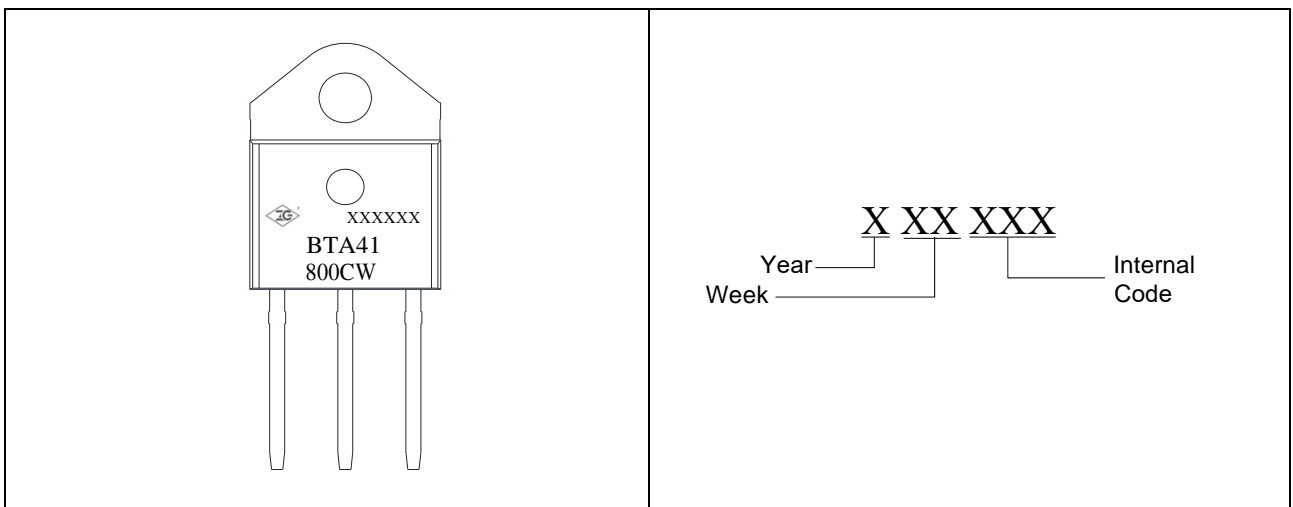 XXXXXX
BTA41
800CW
X XX XXX
Year
Week
Internal
Code